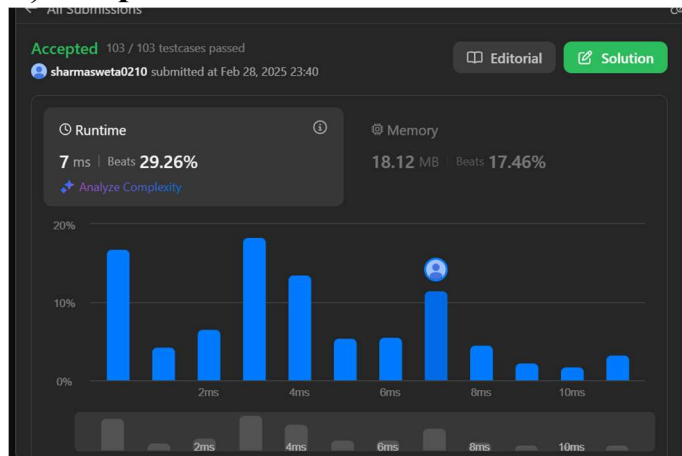 ← All Submissions
Accepted 103 / 103 testcases passed
sharmasweta0210 submitted at Feb 28, 2025 23:40
Editorial
Solution
Runtime
7 ms | Beats 29.26%
Analyze Complexity
Memory
18.12 MB | Beats 17.46%
20%
10%
0%
2ms 4ms 6ms 8ms 10ms
2ms 4ms 6ms 8ms 10ms